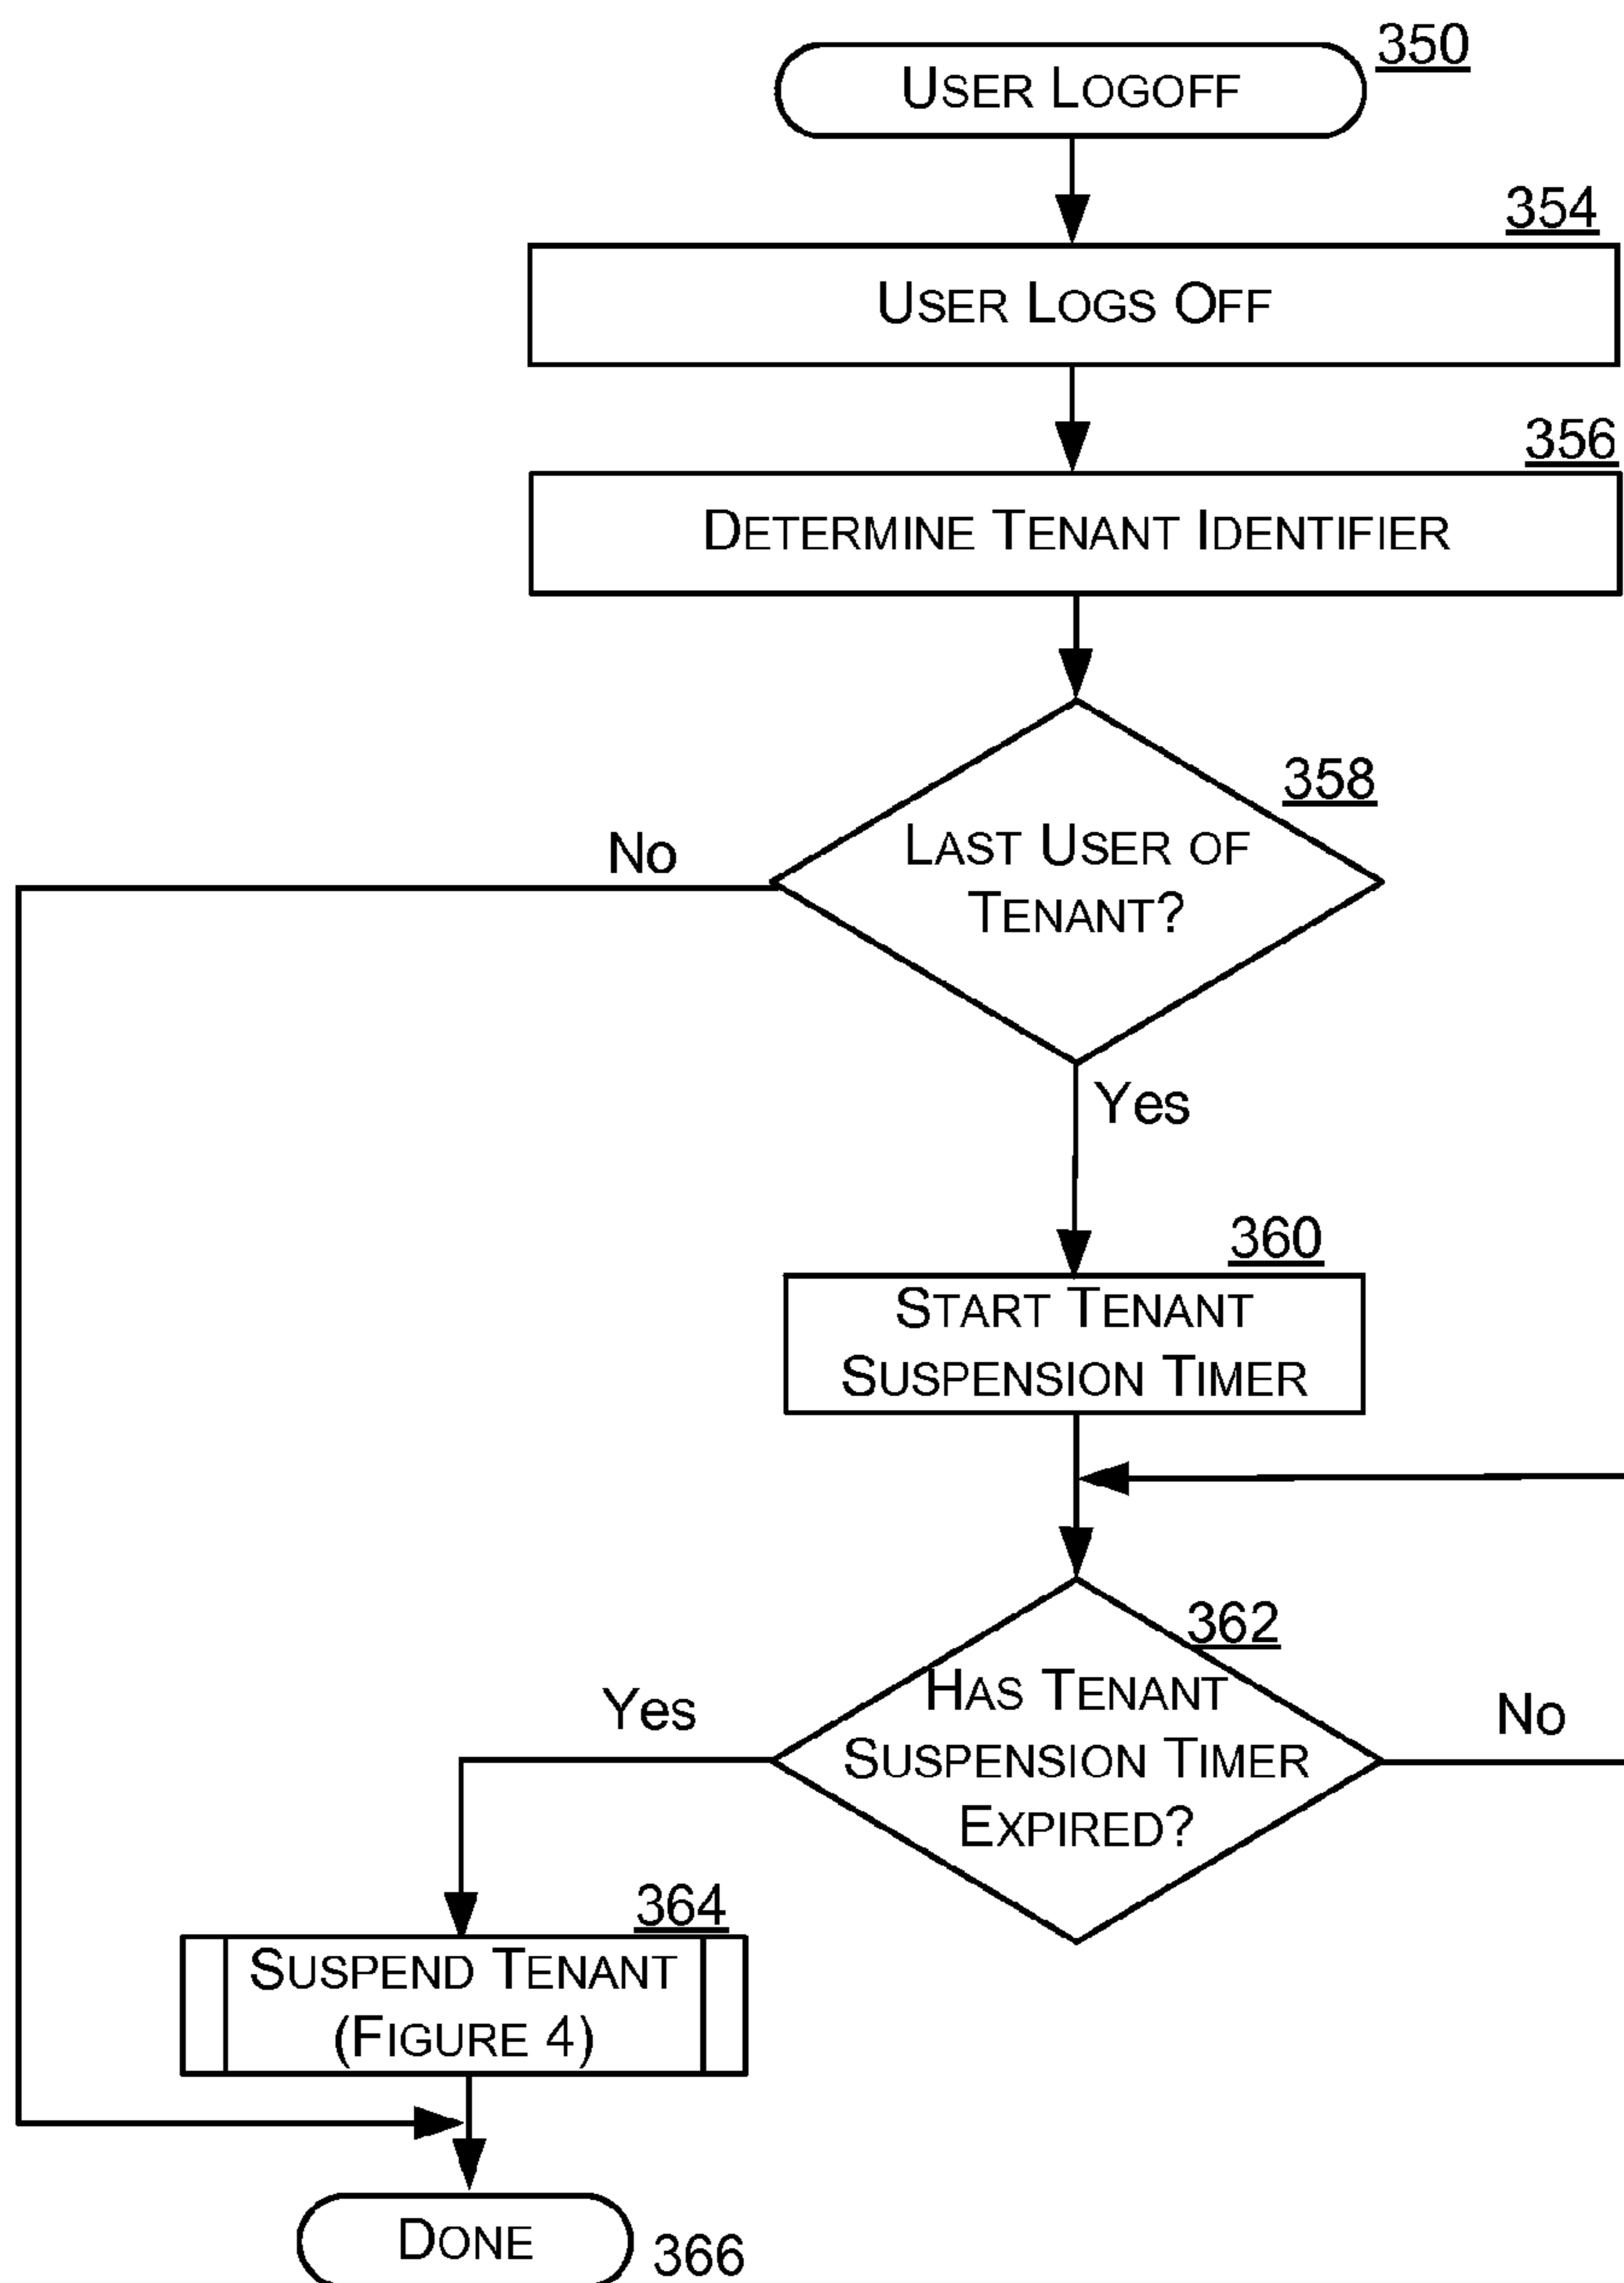 350
USER LOGOFF
354
USER LOGS OFF
356
DETERMINE TENANT IDENTIFIER
358
LAST USER OF
TENANT?
No
Yes
360
START TENANT
SUSPENSION TIMER
362
HAS TENANT
SUSPENSION TIMER
EXPIRED?
Yes
No
364
SUSPEND TENANT
(FIGURE 4)
DONE
366